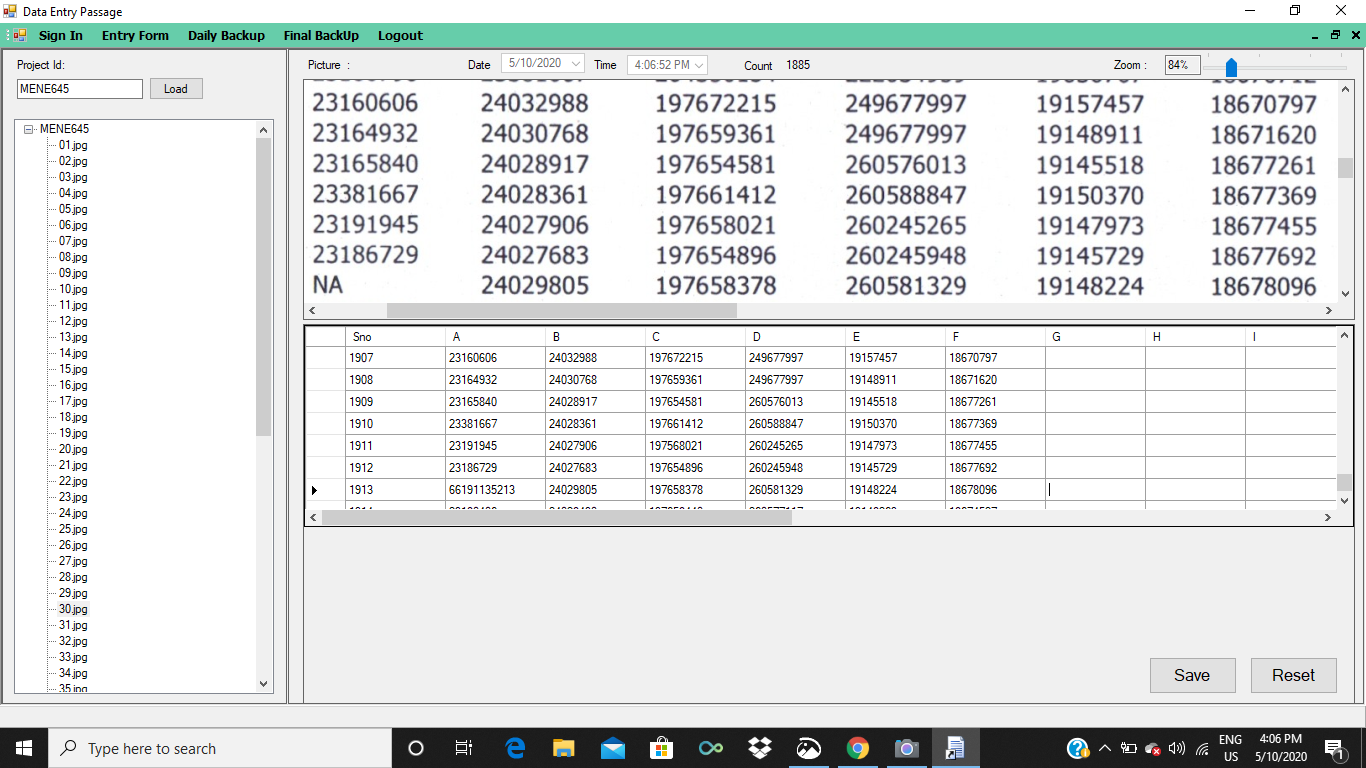 Data Entry Passage
Sign In Entry Form Daily Backup Final BackUp Logout
Project Id:
MENE645 Load
MENE645
01.jpg
02.jpg
03.jpg
04.jpg
05.jpg
06.jpg
07.jpg
08.jpg
09.jpg
10.jpg
11.jpg
12.jpg
13.jpg
14.jpg
15.jpg
16.jpg
17.jpg
18.jpg
19.jpg
20.jpg
21.jpg
22.jpg
23.jpg
24.jpg
25.jpg
26.jpg
27.jpg
28.jpg
29.jpg
30.jpg
31.jpg
32.jpg
33.jpg
34.jpg
35.jpg
Picture : Date 5/10/2020 Time 4:06:52 PM Count 1885 Zoom : 84%
23160606 24032988 197672215 249677997 19157457 18670797
23164932 24030768 197659361 249677997 19148911 18671620
23165840 24028917 197654581 260576013 19145518 18677261
23381667 24028361 197661412 260588847 19150370 18677369
23191945 24027906 197658021 260245265 19147973 18677455
23186729 24027683 197654896 260245948 19145729 18677692
NA 24029805 197658378 260581329 19148224 18678096
Sno A B C D E F G H I
1907 23160606 24032988 197672215 249677997 19157457 18670797
1908 23164932 24030768 197659361 249677997 19148911 18671620
1909 23165840 24028917 197654581 260576013 19145518 18677261
1910 23381667 24028361 197661412 260588847 19150370 18677369
1911 23191945 24027906 197568021 260245265 19147973 18677455
1912 23186729 24027683 197654896 260245948 19145729 18677692
1913 66191135213 24029805 197658378 260581329 19148224 18678096
Save Reset
Type here to search
ENG
US
4:06 PM
5/10/2020
1